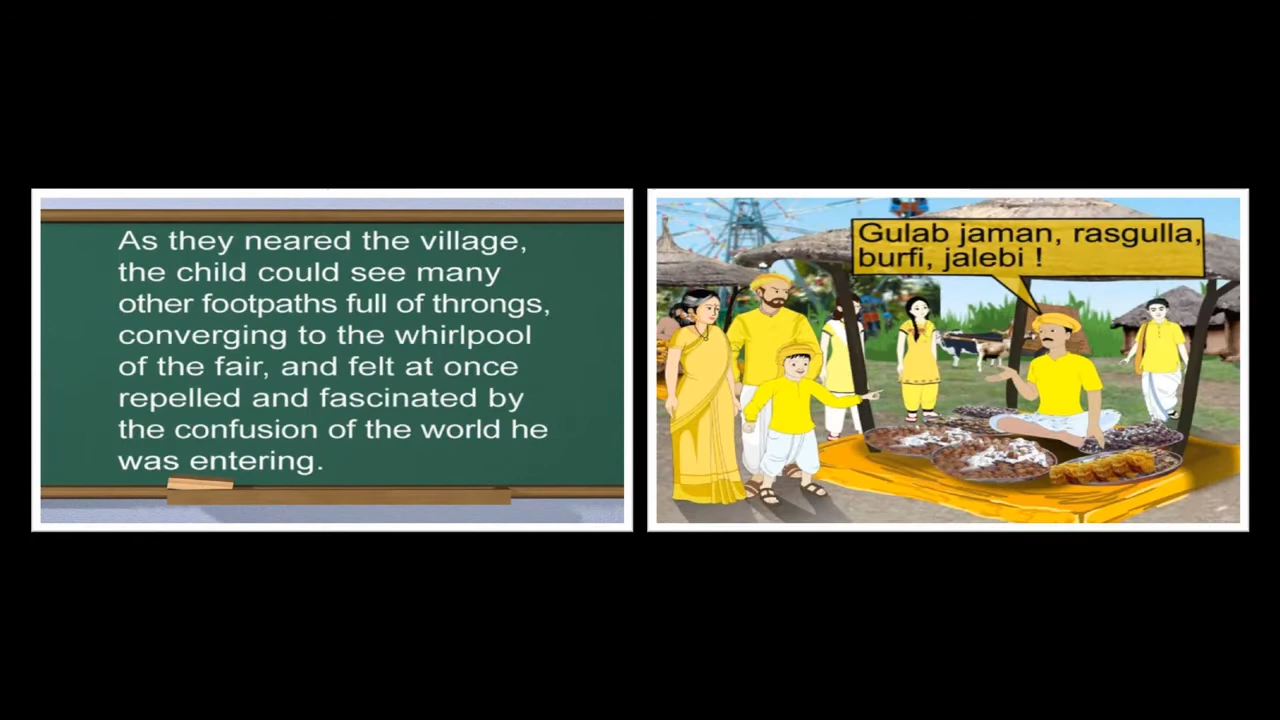 As they neared the village,
the child could see many
other footpaths full of throngs,
converging to the whirlpool
of the fair, and felt at once
repelled and fascinated by
the confusion of the world he
was entering.
Gulab jaman, rasgulla,
burfi, jalebi !